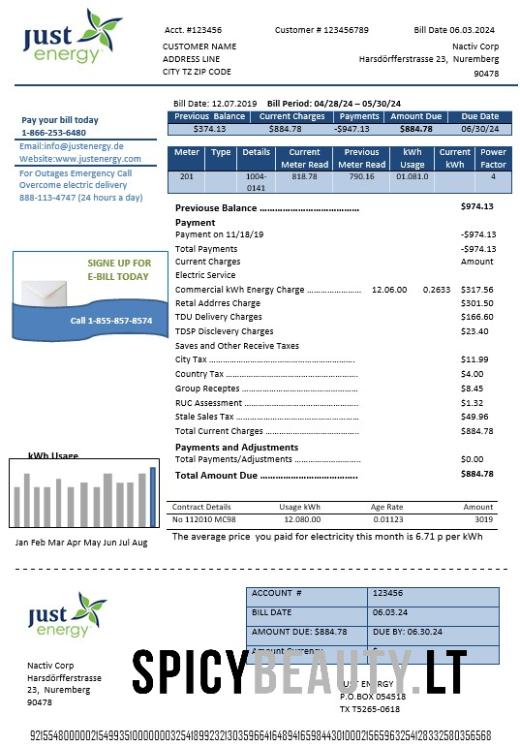 just energy
Acct. #123456 Customer # 123456789 Bill Date 06.03.2024
CUSTOMER NAME Nactiv Corp
ADDRESS LINE Harsdörfferstrasse 23, Nuremberg
CITY TZ ZIP CODE 90478
Bill Date: 12.07.2019 Bill Period: 04/28/24 – 05/30/24
Previous Balance Current Charges Payments Amount Due Due Date
$374.13 $884.78 -$947.13 $884.78 06/30/24
Pay your bill today
1-866-253-6480
Email:info@justenergy.de
Website:www.justenergy.com
For Outages Emergency Call
Overcome electric delivery
888-113-4747 (24 hours a day)
Meter Type Details Current Meter Read Previous Meter Read kWh Usage Current kWh Power Factor
201 1004-0141 818.78 790.16 01.081.0 4
Previouse Balance $974.13
Payment
Payment on 11/18/19 -$974.13
Total Payments -$974.13
Current Charges Amount
Electric Service
Commercial kWh Energy Charge 12.06.00 0.2633 $317.56
Retail Addrres Charge $301.50
TDU Delivery Charges $166.60
TDSP Disclevery Charges $23.40
Saves and Other Receive Taxes
City Tax $11.99
Country Tax $4.00
Group Receptes $8.45
RUC Assessment $1.32
Stale Sales Tax $49.96
Total Current Charges $884.78
Payments and Adjustments
Total Payments/Adjustments $0.00
Total Amount Due $884.78
SIGNE UP FOR
E-BILL TODAY
Call 1-855-857-8574
kWh Usage
Jan Feb Mar Apr May Jun Jul Aug
Contract Details Usage kWh Age Rate Amount
No 112010 MC98 12.080.00 0.01123 3019
The average price you paid for electricity this month is 6.71 p per kWh
just energy
ACCOUNT # 123456
BILL DATE 06.03.24
AMOUNT DUE: $884.78 DUE BY: 06.30.24
Amount Currency $
Nactiv Corp
Harsdörfferstrasse
23, Nuremberg
90478
SPICYBEAUTY.LT
JUST ENERGY
P.O.BOX 054518
TX T5265-0618